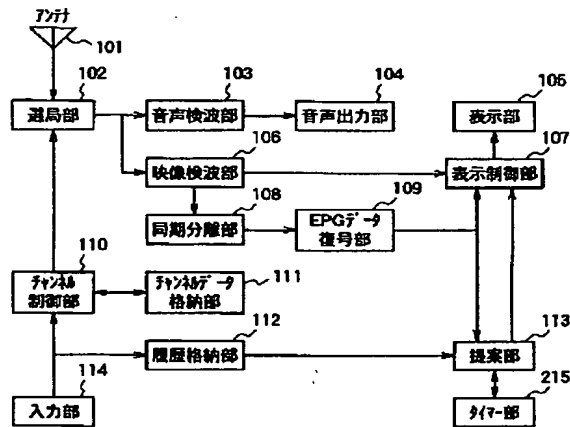 アンテナ
101
102
選局部
103
音声検波部
104
音声出力部
105
表示部
106
映像検波部
107
表示制御部
108
同期分離部
109
EPGデータ
復号部
110
チャンネル
制御部
111
チャンネルデータ
格納部
112
履歴格納部
113
提案部
114
入力部
215
タイマー部